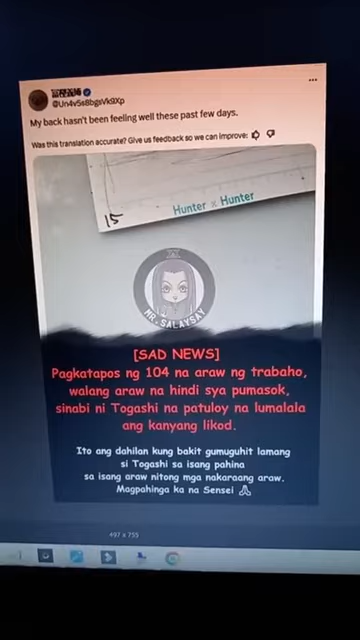 @Un4v5s8bgsVk9Xp
My back hasn't been feeling well these past few days.
Was this translation accurate? Give us feedback so we can improve:
15
Hunter x Hunter
MR. SALAYSAY
[SAD NEWS]
Pagkatapos ng 104 na araw ng trabaho,
walang araw na hindi sya pumasok,
sinabi ni Togashi na patuloy na lumalala
ang kanyang likod.
Ito ang dahilan kung bakit gumuguhit lamang
si Togashi sa isang pahina
sa isang araw nitong mga nakaraang araw.
Magpahinga ka na Sensei 🙏
497 x 755